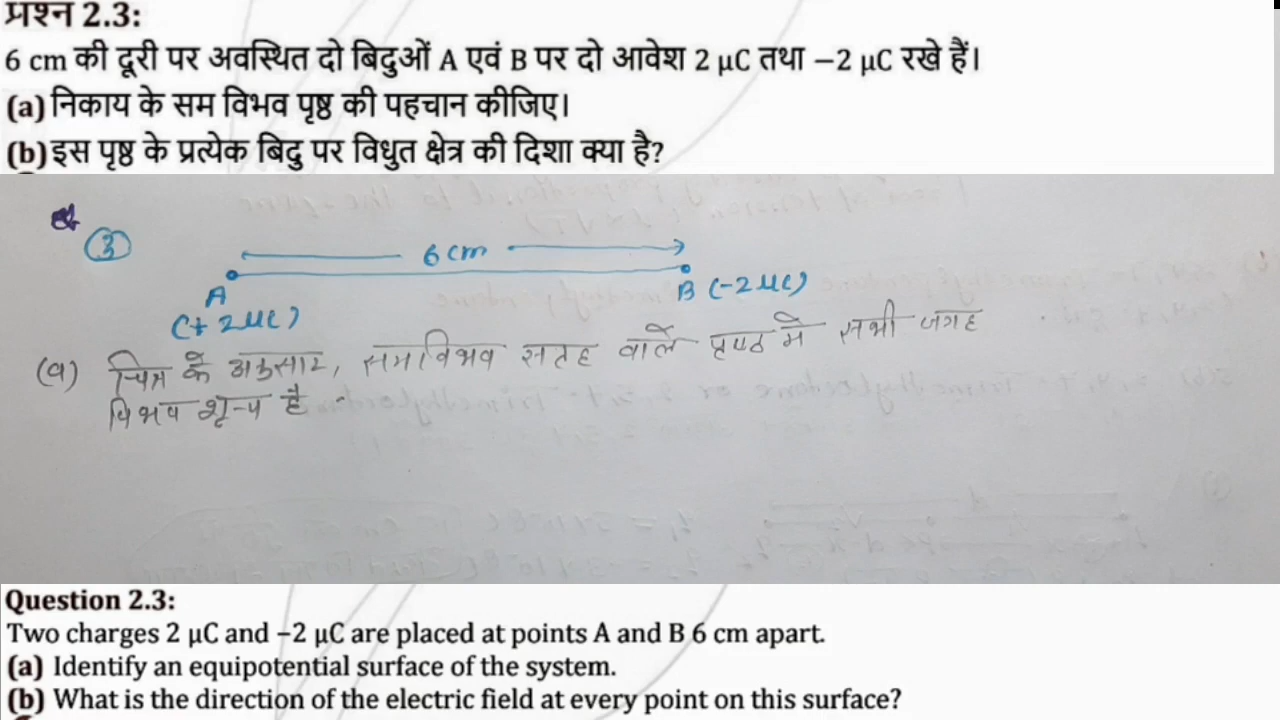 प्रश्न 2.3:
6 cm की दूरी पर अवस्थित दो बिदुओं A एवं B पर दो आवेश 2 μC तथा −2 μC रखे हैं।
(a) निकाय के सम विभव पृष्ठ की पहचान कीजिए।
(b) इस पृष्ठ के प्रत्येक बिदु पर विधुत क्षेत्र की दिशा क्या है?
③
6 cm
A
B (-2 μC)
(+ 2 μC)
(a) चित्र के अनुसार, समविभव सतह वाले पृष्ठ मे सभी जगह
विभव शून्य है
Question 2.3:
Two charges 2 μC and −2 μC are placed at points A and B 6 cm apart.
(a) Identify an equipotential surface of the system.
(b) What is the direction of the electric field at every point on this surface?